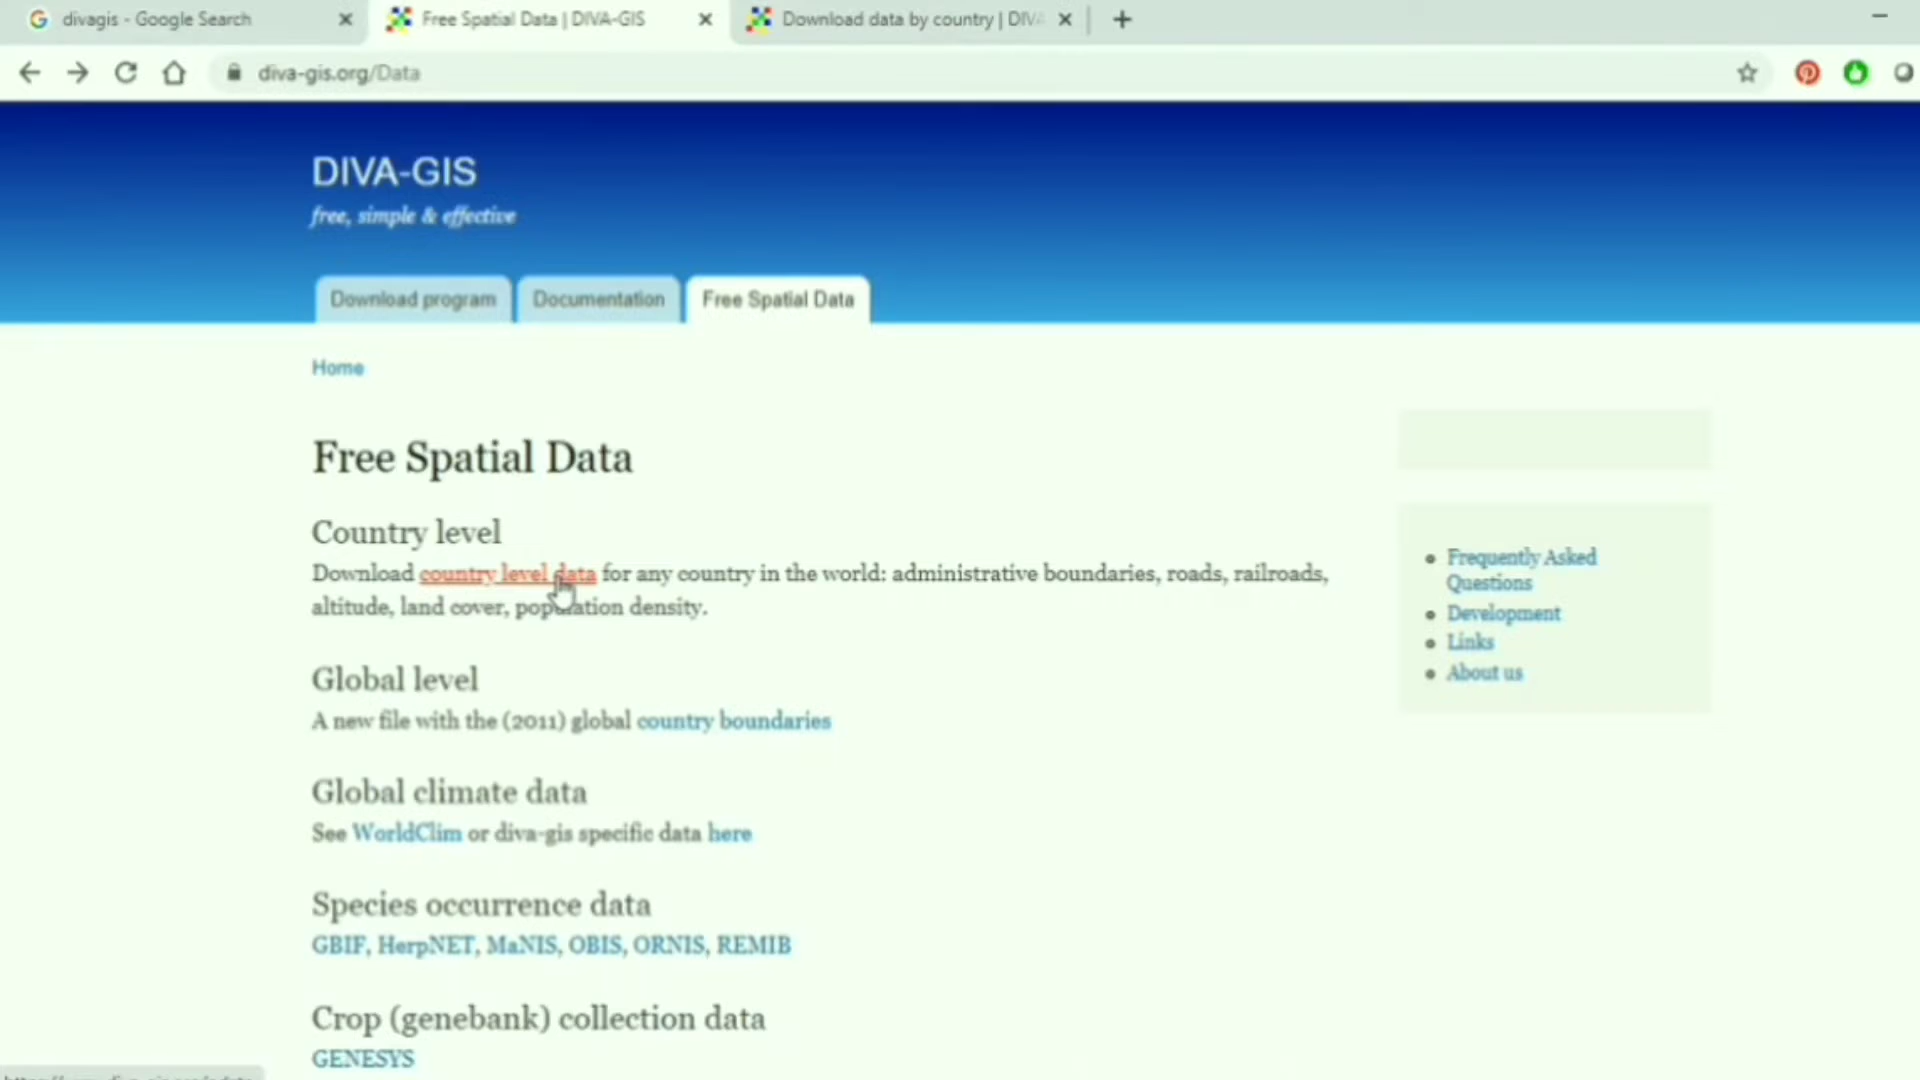 divagis - Google Search
Free Spatial Data | DIVA-GIS
Download data by country | DIV
diva-gis.org/Data
DIVA-GIS
free, simple & effective
Download program
Documentation
Free Spatial Data
Home
Free Spatial Data
Country level
Download country level data for any country in the world: administrative boundaries, roads, railroads,
altitude, land cover, population density.
Global level
A new file with the (2011) global country boundaries
Global climate data
See WorldClim or diva-gis specific data here
Species occurrence data
GBIF, HerpNET, MaNIS, OBIS, ORNIS, REMIB
Crop (genebank) collection data
GENESYS
Frequently Asked
Questions
Development
Links
About us